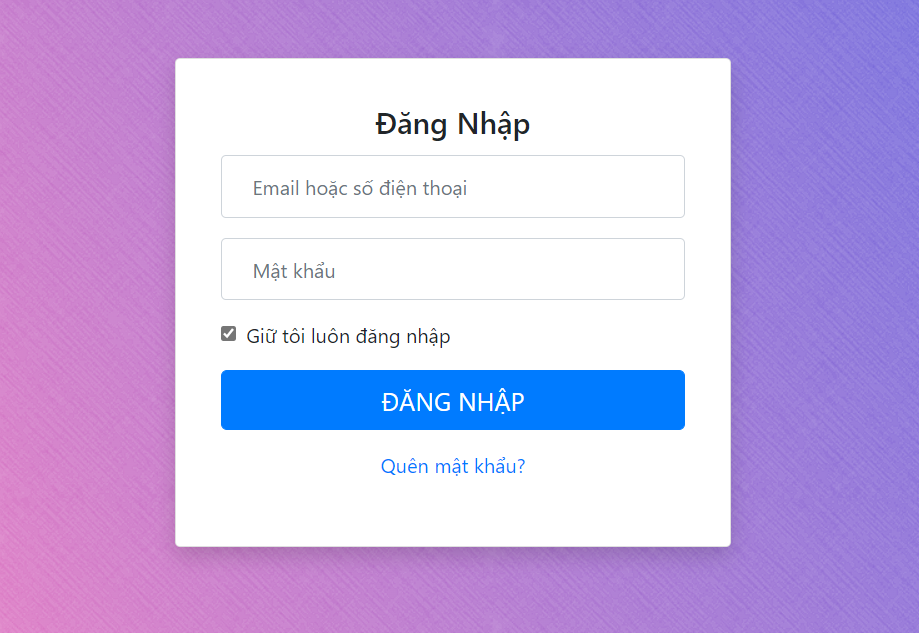 Đăng Nhập
Email hoặc số điện thoại
Mật khẩu
Giữ tôi luôn đăng nhập
ĐĂNG NHẬP
Quên mật khẩu?